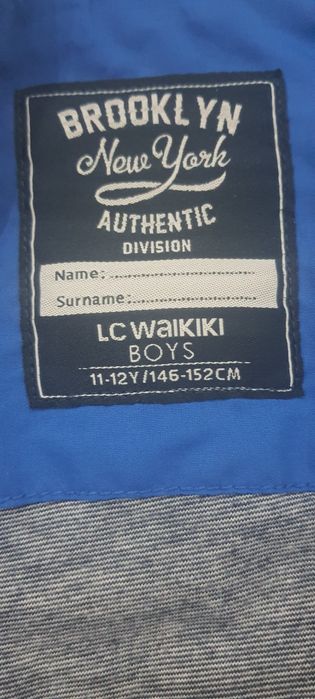 BROOKLYN
New York
AUTHENTIC
DIVISION
Name:................................
Surname:..........................
LC WAIKIKI
BOYS
11-12Y/146-152CM